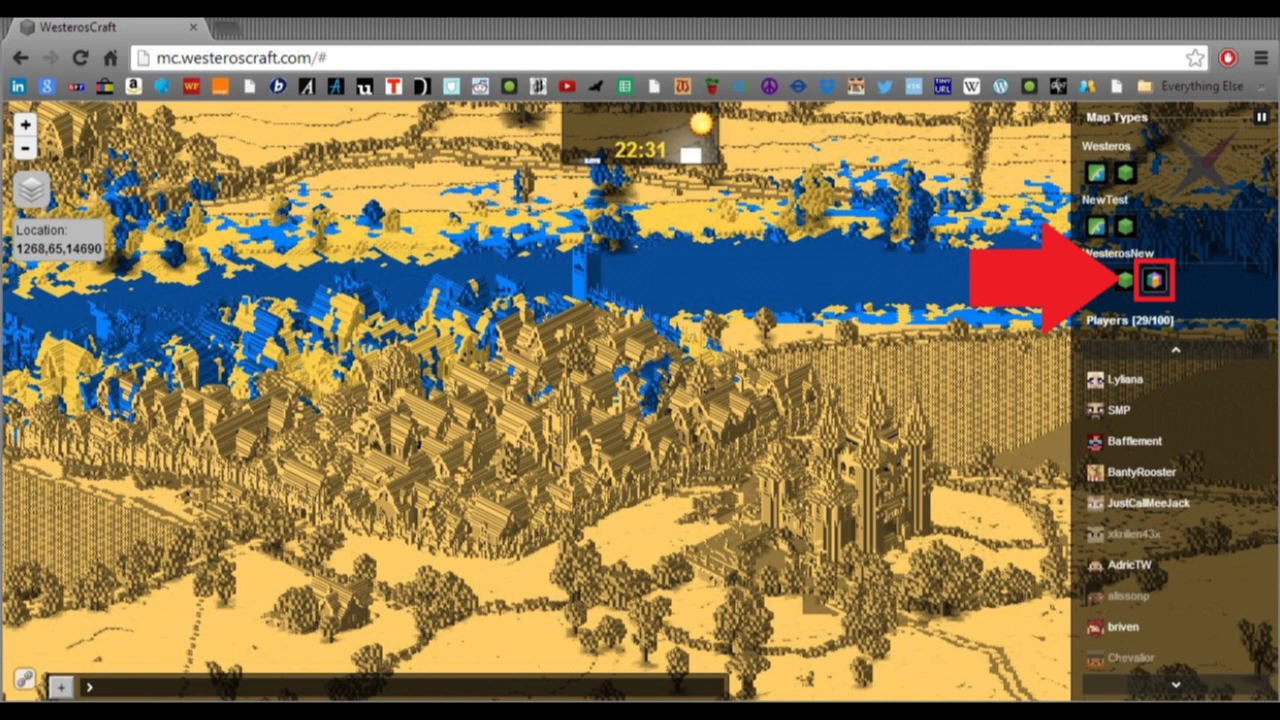 WesterosCraft
mc.westeroscraft.com/#
Everything Else
+
-
22:31
Location:
1268,65,14690
Map Types
Westeros
NewTest
WesterosNew
Players [29/100]
Lyliana
SMP
Bafflement
BantyRooster
JustCallMeeJack
xkrillen43x
AdricTW
alissonp
briven
Chevalior
+